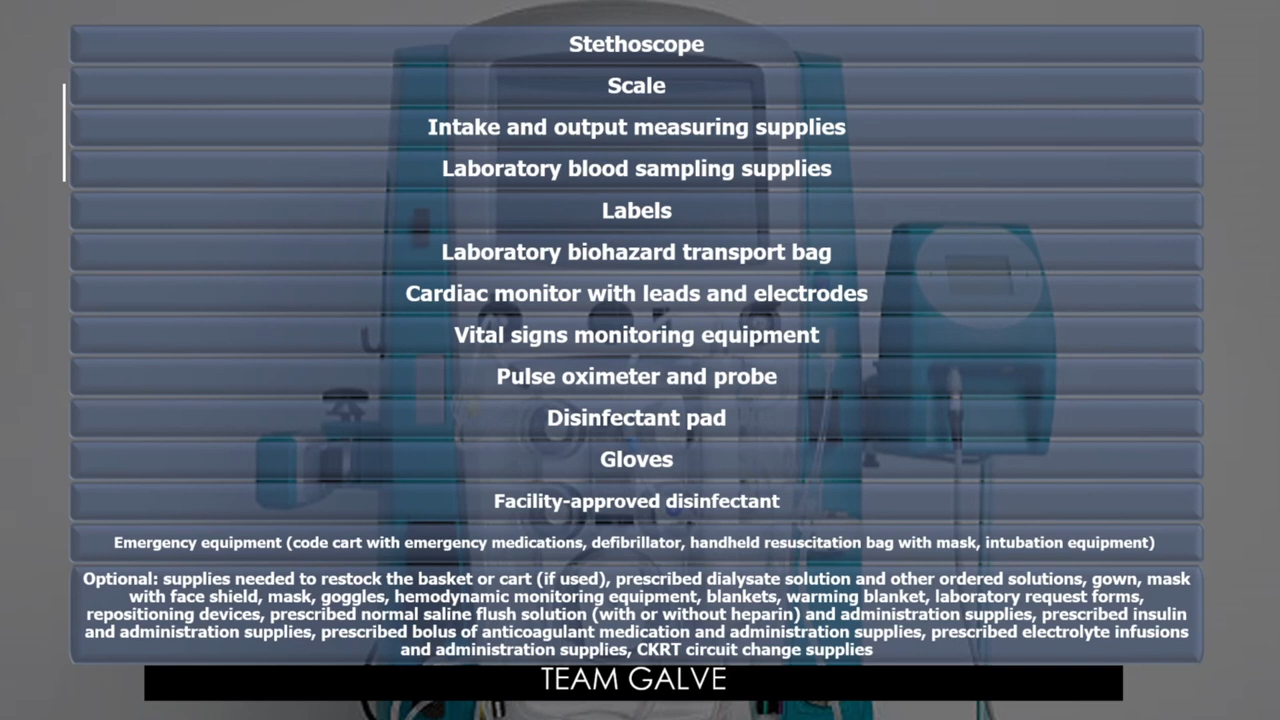 Stethoscope
Scale
Intake and output measuring supplies
Laboratory blood sampling supplies
Labels
Laboratory biohazard transport bag
Cardiac monitor with leads and electrodes
Vital signs monitoring equipment
Pulse oximeter and probe
Disinfectant pad
Gloves
Facility-approved disinfectant
Emergency equipment (code cart with emergency medications, defibrillator, handheld resuscitation bag with mask, intubation equipment)
Optional: supplies needed to restock the basket or cart (if used), prescribed dialysate solution and other ordered solutions, gown, mask
with face shield, mask, goggles, hemodynamic monitoring equipment, blankets, warming blanket, laboratory request forms,
repositioning devices, prescribed normal saline flush solution (with or without heparin) and administration supplies, prescribed insulin
and administration supplies, prescribed bolus of anticoagulant medication and administration supplies, prescribed electrolyte infusions
and administration supplies, CKRT circuit change supplies
TEAM GALVE